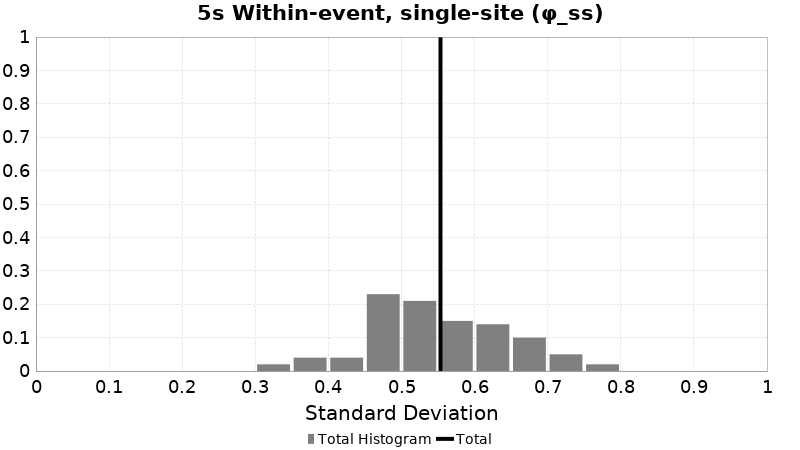 5s Within-event, single-site (φ_ss)
1
0.9
0.8
0.7
0.6
0.5
0.4
0.3
0.2
0.1
0
0 0.1 0.2 0.3 0.4 0.5 0.6 0.7 0.8 0.9 1
Standard Deviation
Total Histogram Total